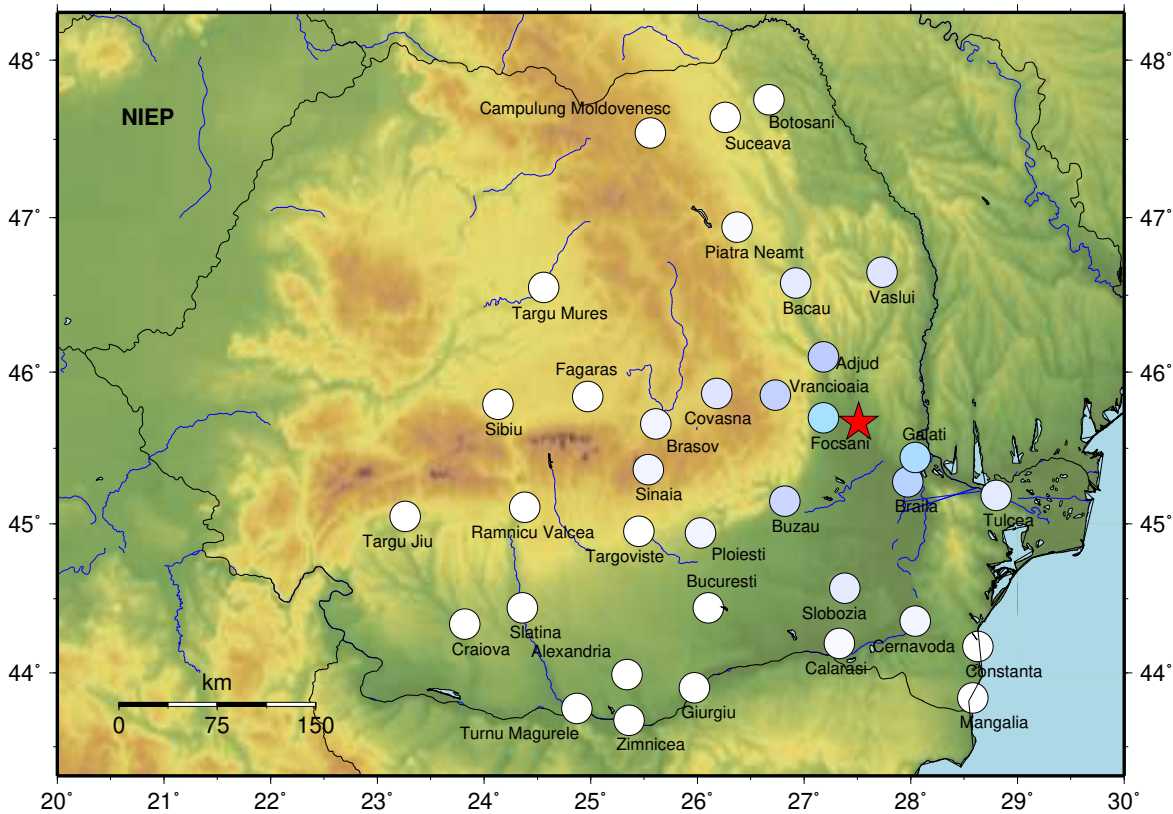 48˚
48˚
Campulung Moldovenesc
NIEP
Botosani
Suceava
47˚
47˚
Piatra Neamt
Vaslui
Bacau
Targu Mures
46˚
46˚
Adjud
Fagaras
Vrancioaia
Covasna
Sibiu
Brasov
Focsani
Galati
Sinaia
Braila
45˚
45˚
Tulcea
Buzau
Ramnicu Valcea
Targu Jiu
Targoviste
Ploiesti
Bucuresti
Slobozia
Slatina
Craiova
Alexandria
Cernavoda
Calarasi
Constanta
44˚
44˚
km
Giurgiu
0 75 150
Mangalia
Turnu Magurele
Zimnicea
20˚ 21˚ 22˚ 23˚ 24˚ 25˚ 26˚ 27˚ 28˚ 29˚ 30˚